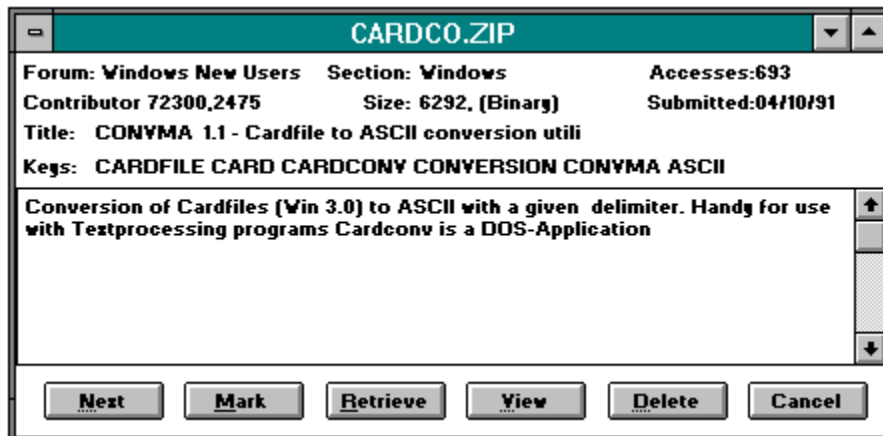 CARDCO.ZIP
Forum: Windows New Users Section: Windows Accesses:693
Contributor 72300,2475 Size: 6292, (Binary) Submitted:04/10/91
Title: CONVMA 1.1 - Cardfile to ASCII conversion utili
Keys: CARDFILE CARD CARDCONV CONVERSION CONVMA ASCII
Conversion of Cardfiles (Win 3.0) to ASCII with a given delimiter. Handy for use
with Textprocessing programs Cardconv is a DOS-Application
Next Mark Retrieve View Delete Cancel